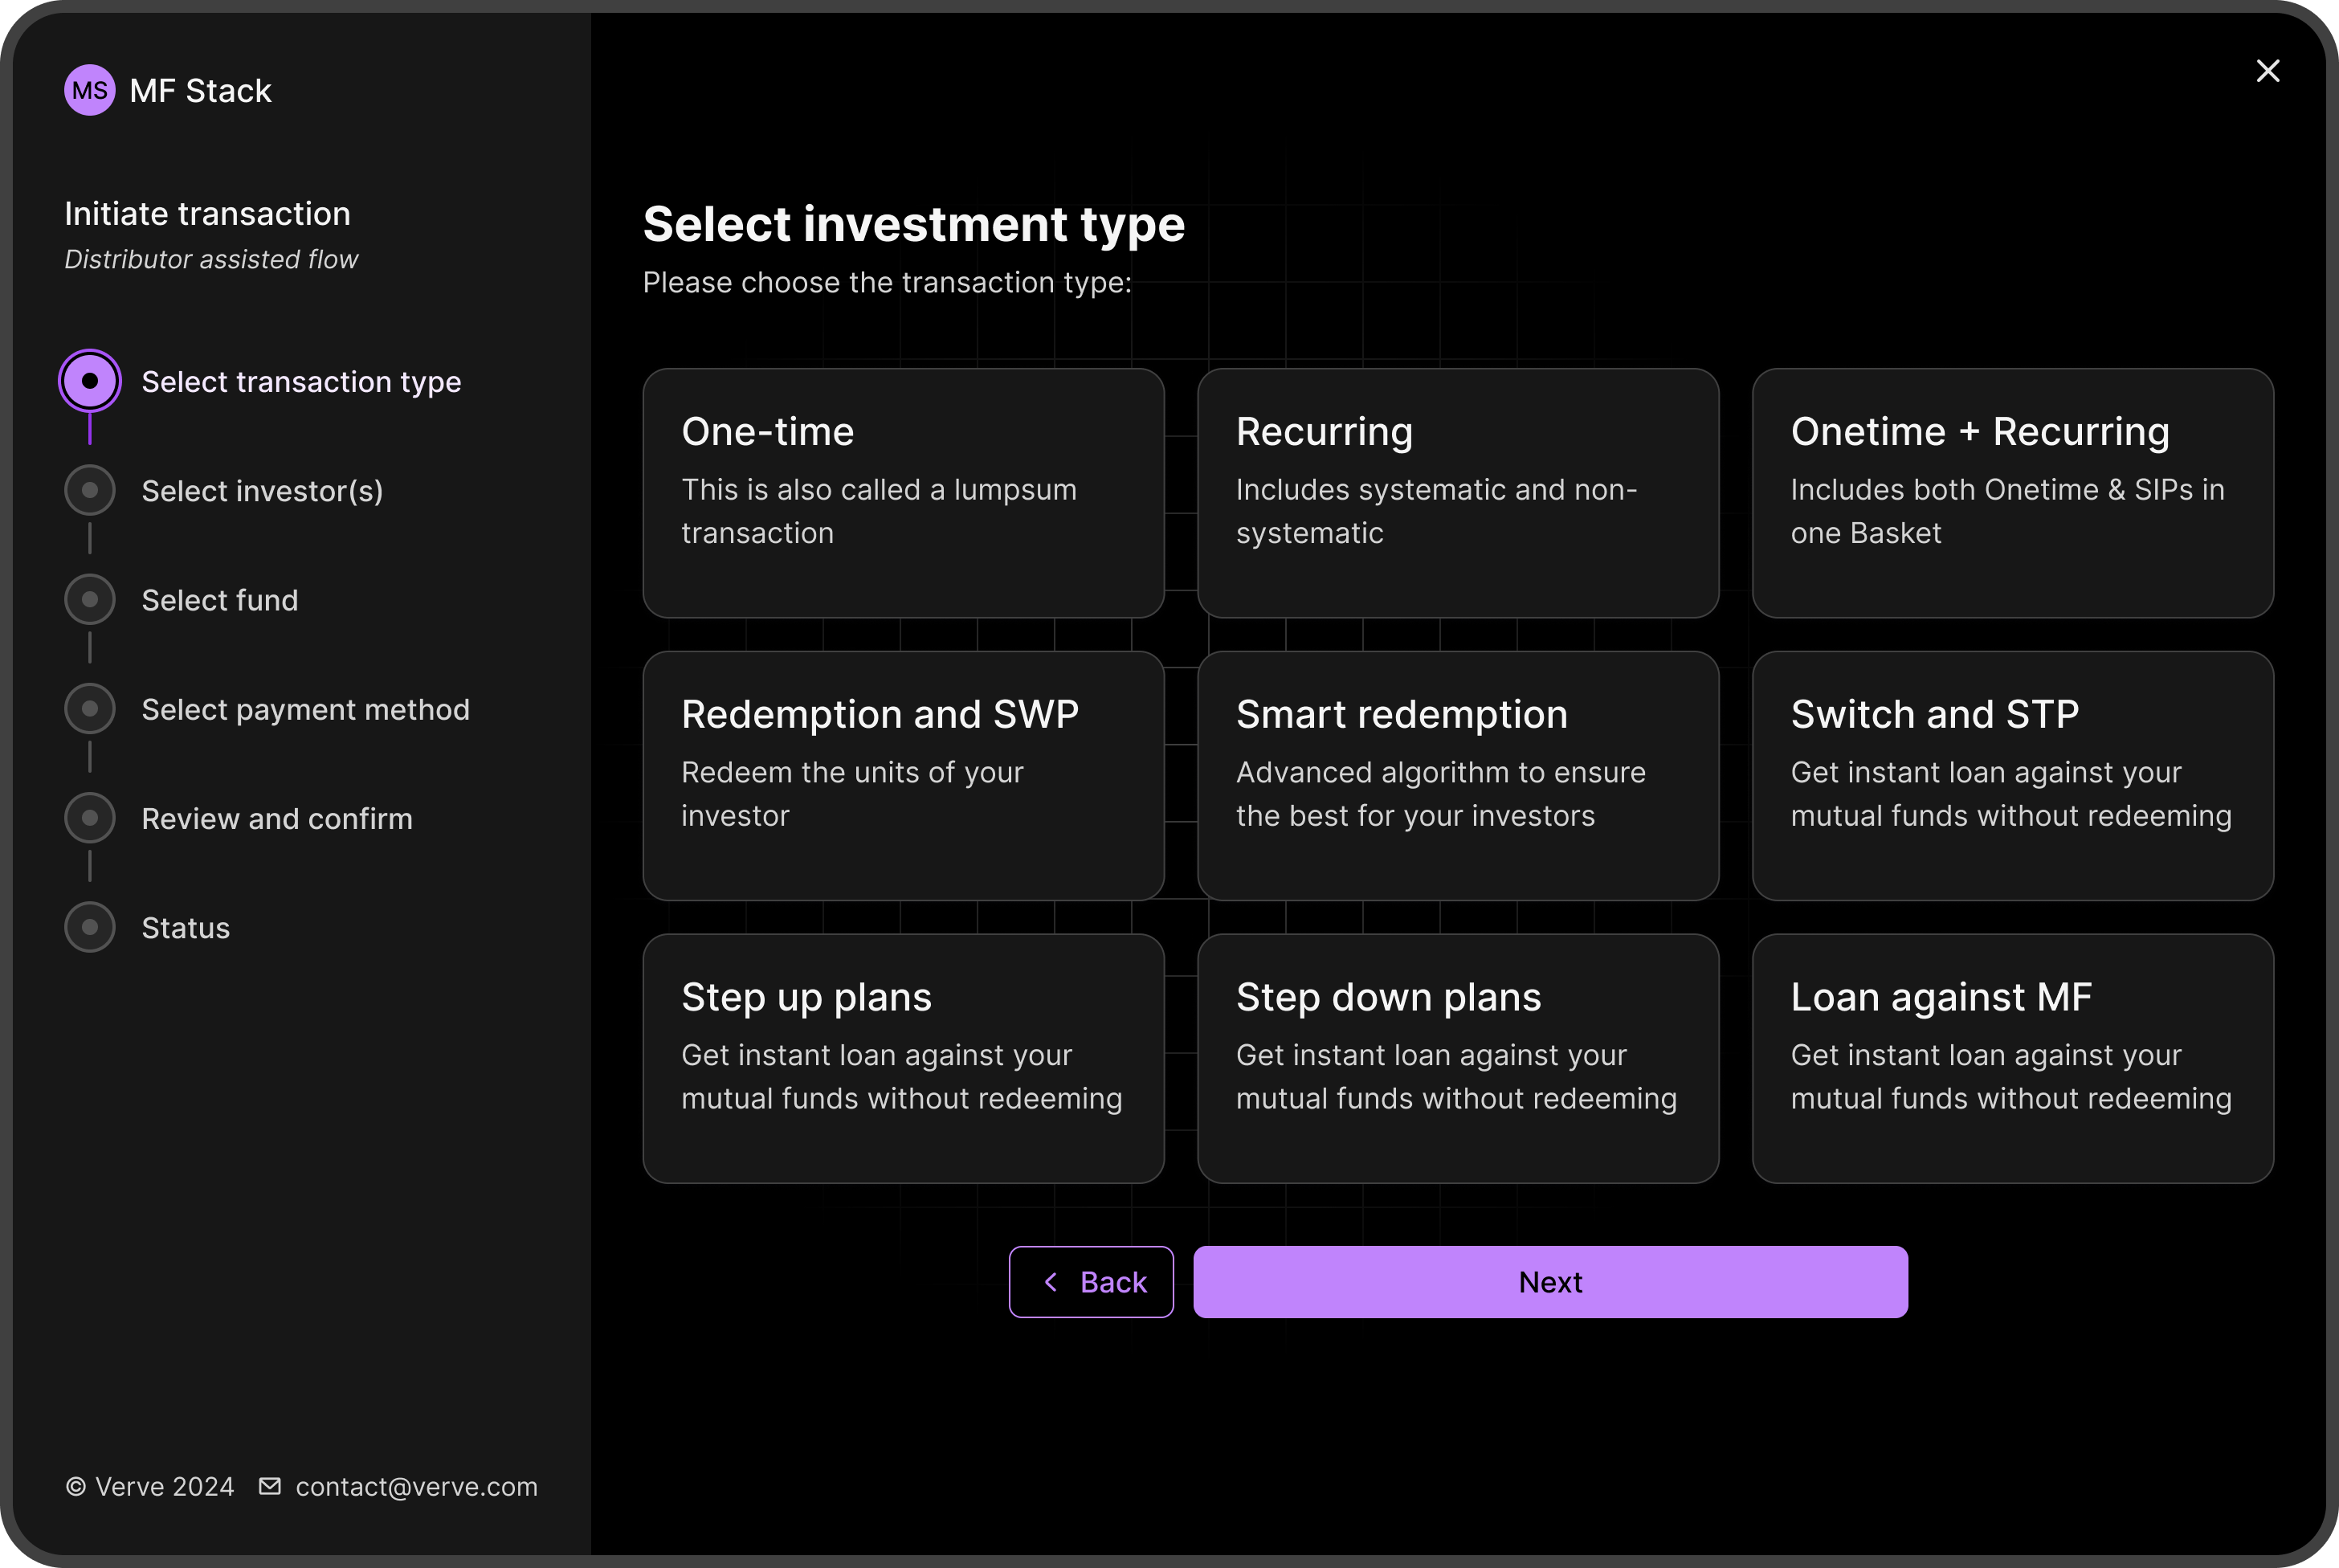 MS MF Stack
Initiate transaction
Distributor assisted flow
Select transaction type
Select investor(s)
Select fund
Select payment method
Review and confirm
Status
© Verve 2024 contact@verve.com
Select investment type
Please choose the transaction type:
One-time
This is also called a lumpsum
transaction
Recurring
Includes systematic and non-
systematic
Onetime + Recurring
Includes both Onetime & SIPs in
one Basket
Redemption and SWP
Redeem the units of your
investor
Smart redemption
Advanced algorithm to ensure
the best for your investors
Switch and STP
Get instant loan against your
mutual funds without redeeming
Step up plans
Get instant loan against your
mutual funds without redeeming
Step down plans
Get instant loan against your
mutual funds without redeeming
Loan against MF
Get instant loan against your
mutual funds without redeeming
Back
Next